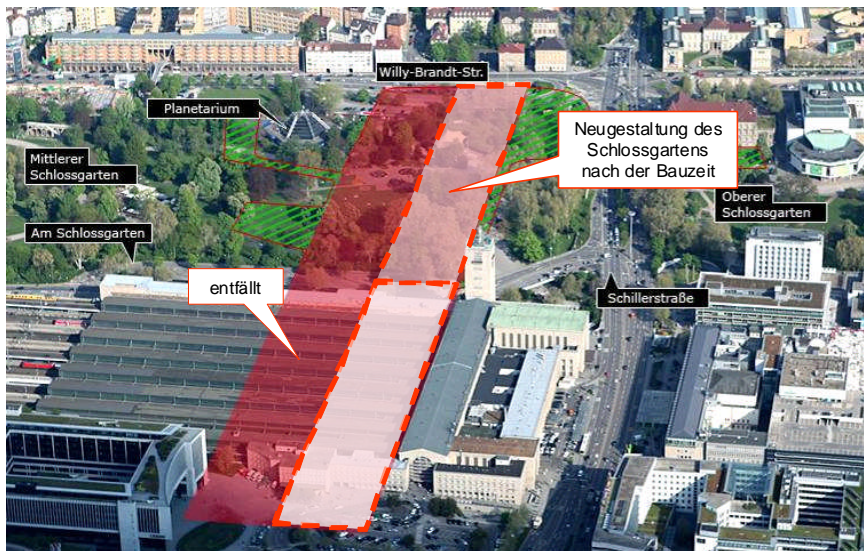 Willy-Brandt-Str.
Planetarium
Neugestaltung des
Schlossgartens
nach der Bauzeit
Mittlerer
Schlossgarten
Oberer
Schlossgarten
Am Schlossgarten
entfällt
Schillerstraße